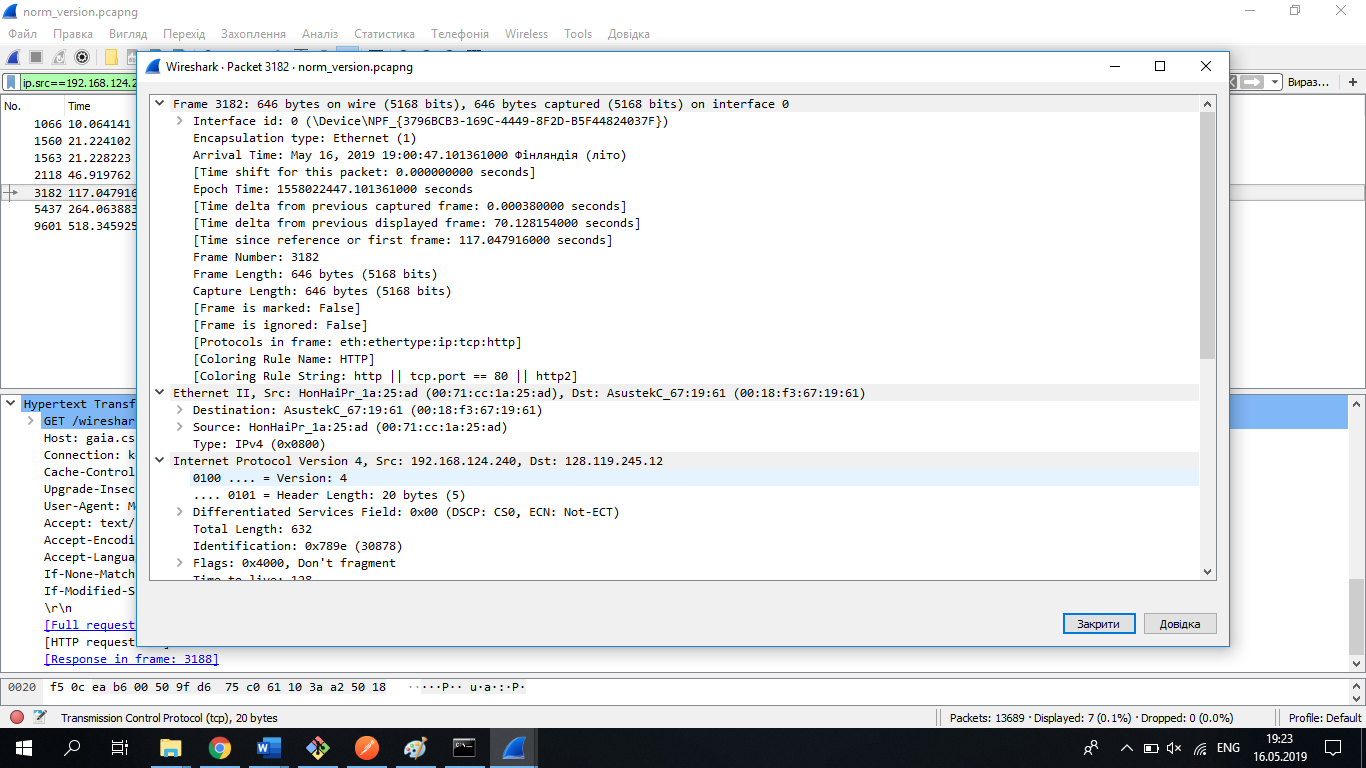 norm_version.pcapng
Файл Правка Вигляд Перехід Захоплення Аналіз Статистика Телефонія Wireless Tools Довідка
ip.src==192.168.124.2
Вираз… +
No. Time
1066 10.064141
1560 21.224102
1563 21.228223
2118 46.919762
3182 117.047916
5437 264.063883
9601 518.345925
Wireshark · Packet 3182 · norm_version.pcapng
Frame 3182: 646 bytes on wire (5168 bits), 646 bytes captured (5168 bits) on interface 0
Interface id: 0 (\Device\NPF_{3796BCB3-169C-4449-8F2D-B5F44824037F})
Encapsulation type: Ethernet (1)
Arrival Time: May 16, 2019 19:00:47.101361000 Фінляндія (літо)
[Time shift for this packet: 0.000000000 seconds]
Epoch Time: 1558022447.101361000 seconds
[Time delta from previous captured frame: 0.000380000 seconds]
[Time delta from previous displayed frame: 70.128154000 seconds]
[Time since reference or first frame: 117.047916000 seconds]
Frame Number: 3182
Frame Length: 646 bytes (5168 bits)
Capture Length: 646 bytes (5168 bits)
[Frame is marked: False]
[Frame is ignored: False]
[Protocols in frame: eth:ethertype:ip:tcp:http]
[Coloring Rule Name: HTTP]
[Coloring Rule String: http || tcp.port == 80 || http2]
Ethernet II, Src: HonHaiPr_1a:25:ad (00:71:cc:1a:25:ad), Dst: AsustekC_67:19:61 (00:18:f3:67:19:61)
Destination: AsustekC_67:19:61 (00:18:f3:67:19:61)
Source: HonHaiPr_1a:25:ad (00:71:cc:1a:25:ad)
Type: IPv4 (0x0800)
Internet Protocol Version 4, Src: 192.168.124.240, Dst: 128.119.245.12
0100 .... = Version: 4
.... 0101 = Header Length: 20 bytes (5)
Differentiated Services Field: 0x00 (DSCP: CS0, ECN: Not-ECT)
Total Length: 632
Identification: 0x789e (30878)
Flags: 0x4000, Don't fragment
Time to live: 128
Закрити Довідка
Hypertext Transf
GET /wireshar
Host: gaia.cs
Connection: k
Cache-Control
Upgrade-Insec
User-Agent: M
Accept: text/
Accept-Encodi
Accept-Langua
If-None-Match
If-Modified-S
\r\n
[Full request
[HTTP request
[Response in frame: 3188]
0020 f5 0c ea b6 00 50 9f d6 75 c0 61 10 3a a2 50 18 ·····P·· u·a·:·P·
Transmission Control Protocol (tcp), 20 bytes
Packets: 13689 · Displayed: 7 (0.1%) · Dropped: 0 (0.0%)
Profile: Default
ENG
19:23
16.05.2019